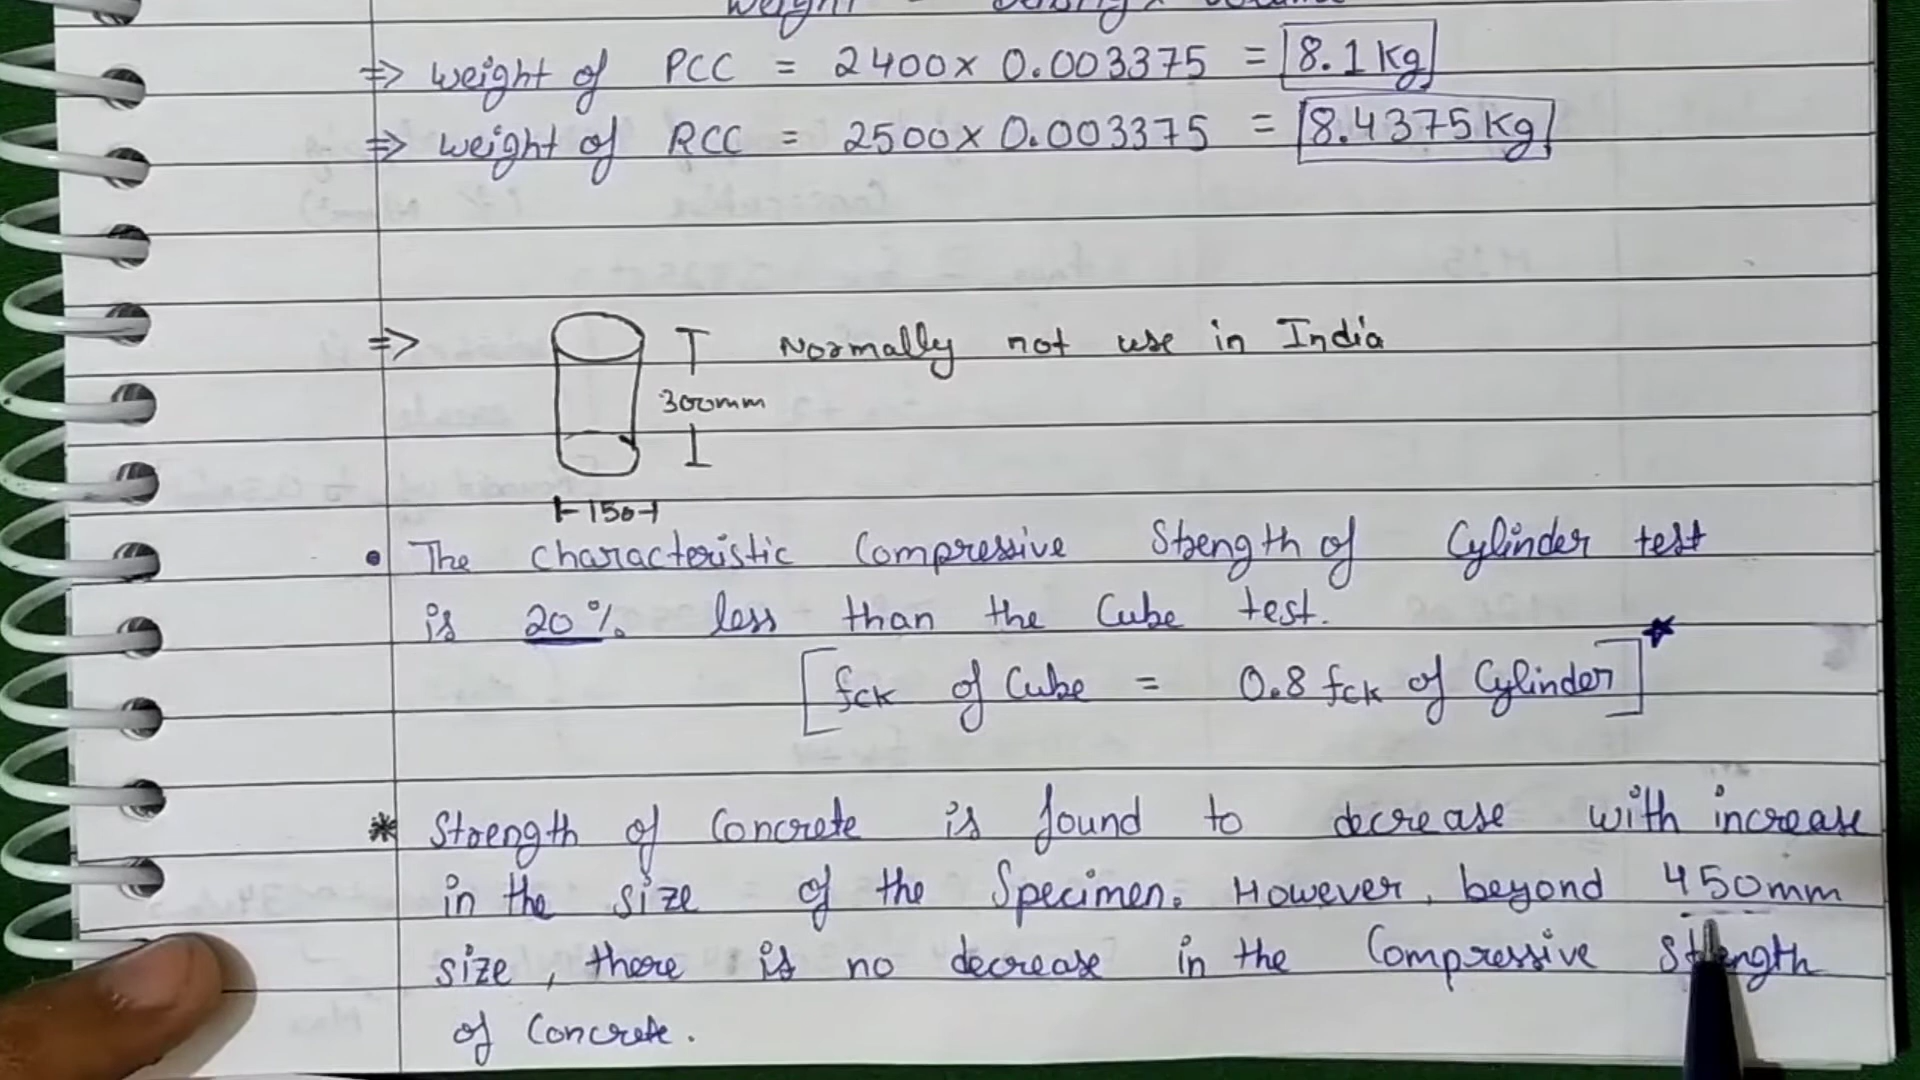 weight of PCC = 2400 x 0.003375 = 8.1 kg
=> weight of
=> weight of RCC = 2500 x 0.003375 = 8.4375 Kg
=> Normally not use in India
300mm
150
• The characteristic Compressive Strength of Cylinder test
is 20% less than the Cube test.
[fck of Cube = 0.8 fck of Cylinder]*
* Strength of Concrete is found to decrease with increase
in the size of the Specimen. However, beyond 450mm
size, there is no decrease in the Compressive Strength
of Concrete.